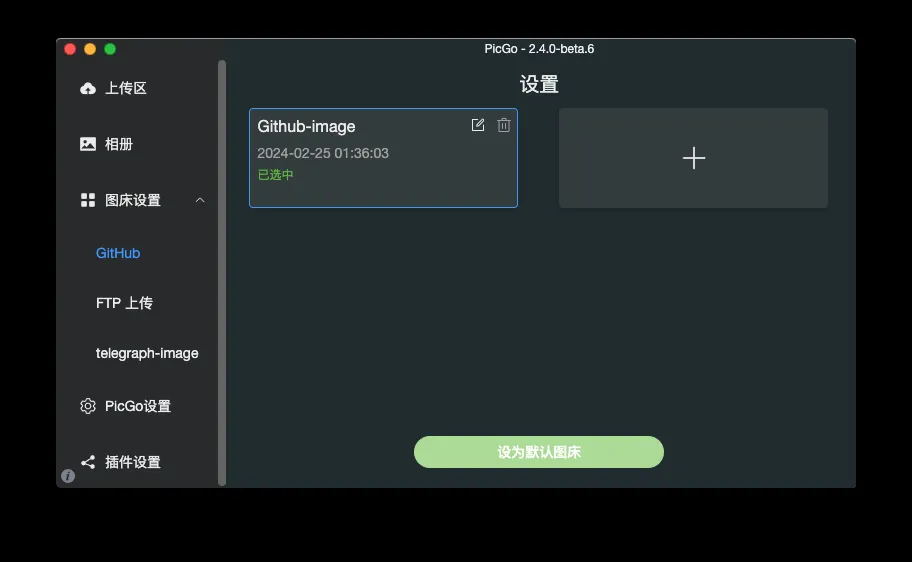 PicGo - 2.4.0-beta.6
上传区
相册
图床设置
GitHub
FTP 上传
telegraph-image
PicGo设置
插件设置
设置
Github-image
2024-02-25 01:36:03
已选中
设为默认图床